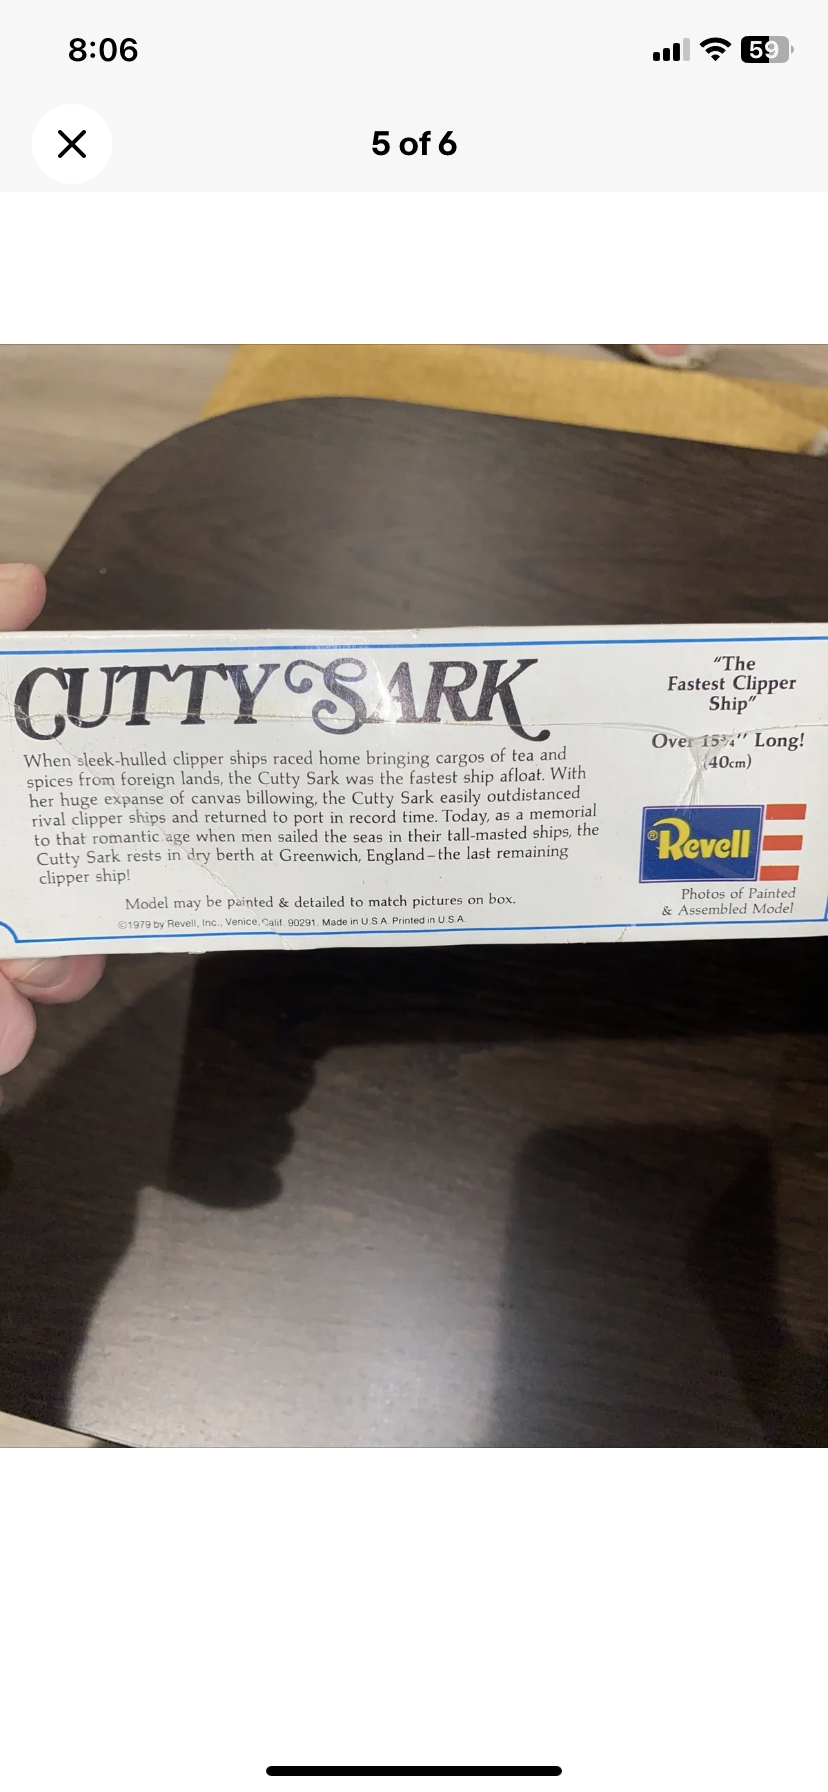 8:06
59
5 of 6
CUTTY SARK
When sleek-hulled clipper ships raced home bringing cargos of tea and
spices from foreign lands, the Cutty Sark was the fastest ship afloat. With
her huge expanse of canvas billowing, the Cutty Sark easily outdistanced
rival clipper ships and returned to port in record time. Today, as a memorial
to that romantic age when men sailed the seas in their tall-masted ships, the
Cutty Sark rests in dry berth at Greenwich, England–the last remaining
clipper ship!
Model may be painted & detailed to match pictures on box.
©1979 by Revell, Inc., Venice, Calif. 90291. Made in U.S.A. Printed in U.S.A.
"The
Fastest Clipper
Ship"
Over 15¾'' Long!
(40cm)
®Revell
Photos of Painted
& Assembled Model